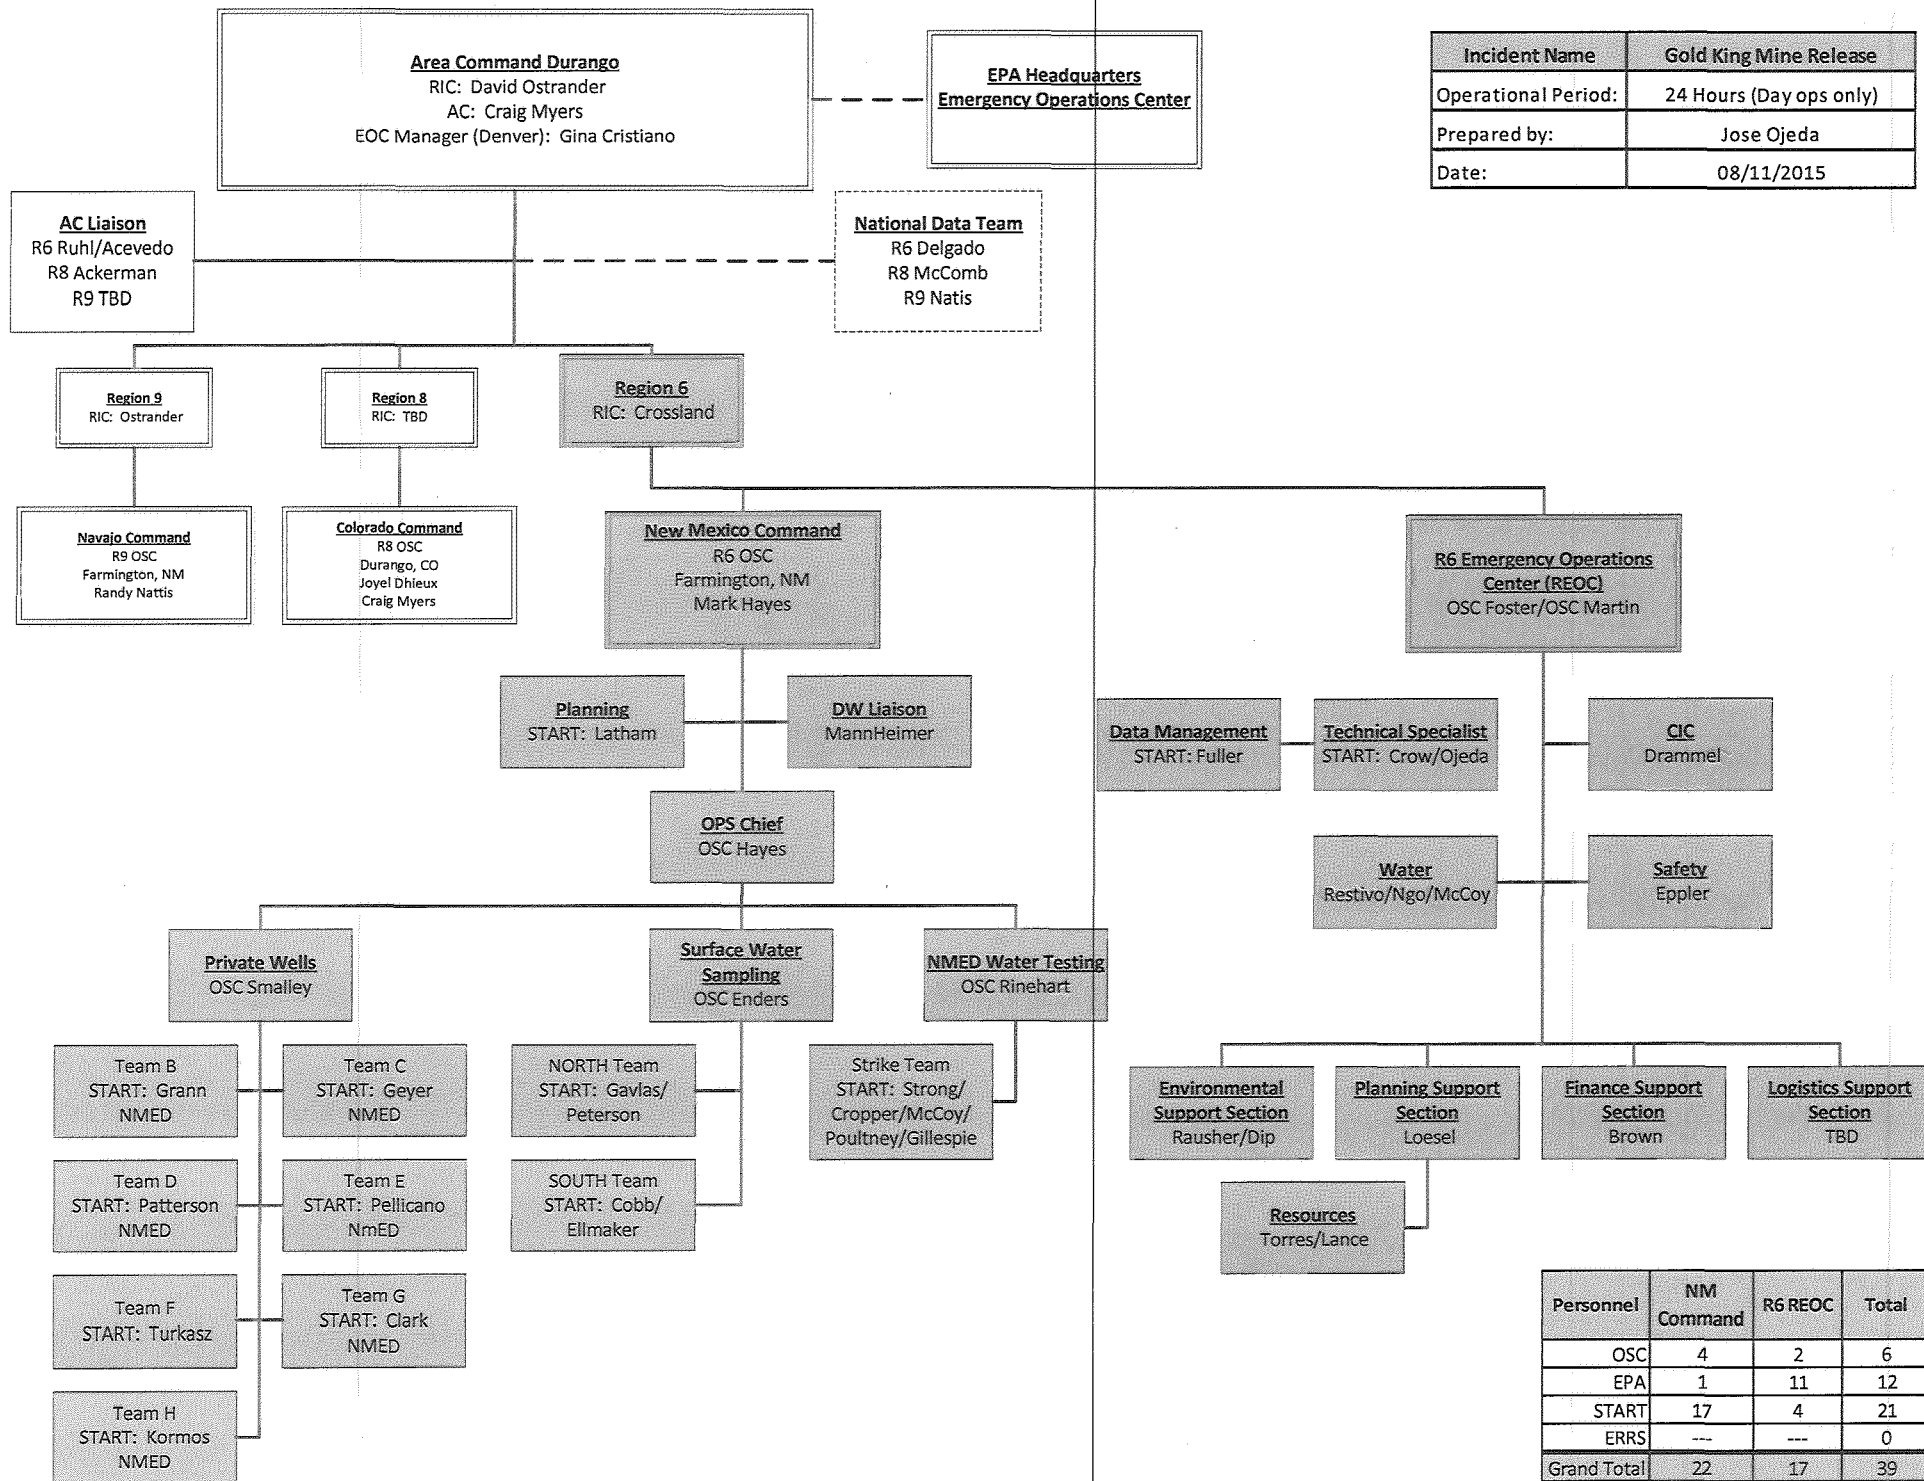 Area Command Durango
RIC: David Ostrander
AC: Craig Myers
EOC Manager (Denver): Gina Cristiano
EPA Headquarters
Emergency Operations Center
Incident Name Gold King Mine Release
Operational Period: 24 Hours (Day ops only)
Prepared by: Jose Ojeda
Date: 08/11/2015
AC Liaison
R6 Ruhl/Acevedo
R8 Ackerman
R9 TBD
National Data Team
R6 Delgado
R8 McComb
R9 Natis
Region 9
RIC: Ostrander
Region 8
RIC: TBD
Region 6
RIC: Crossland
Navajo Command
R9 OSC
Farmington, NM
Randy Nattis
Colorado Command
R8 OSC
Durango, CO
Joyel Dhieux
Craig Myers
New Mexico Command
R6 OSC
Farmington, NM
Mark Hayes
R6 Emergency Operations
Center (REOC)
OSC Foster/OSC Martin
Planning
START: Latham
DW Liaison
MannHeimer
Data Management
START: Fuller
Technical Specialist
START: Crow/Ojeda
CIC
Drammel
OPS Chief
OSC Hayes
Water
Restivo/Ngo/McCoy
Safety
Eppler
Private Wells
OSC Smalley
Surface Water
Sampling
OSC Enders
NMED Water Testing
OSC Rinehart
Team B
START: Grann
NMED
Team C
START: Geyer
NMED
NORTH Team
START: Gavlas/
Peterson
Strike Team
START: Strong/
Cropper/McCoy/
Poultney/Gillespie
Environmental
Support Section
Rausher/Dip
Planning Support
Section
Loesel
Finance Support
Section
Brown
Logistics Support
Section
TBD
Team D
START: Patterson
NMED
Team E
START: Pellicano
NmED
SOUTH Team
START: Cobb/
Ellmaker
Resources
Torres/Lance
Team F
START: Turkasz
Team G
START: Clark
NMED
Team H
START: Kormos
NMED
Personnel NM Command R6 REOC Total
OSC 4 2 6
EPA 1 11 12
START 17 4 21
ERRS --- --- 0
Grand Total 22 17 39